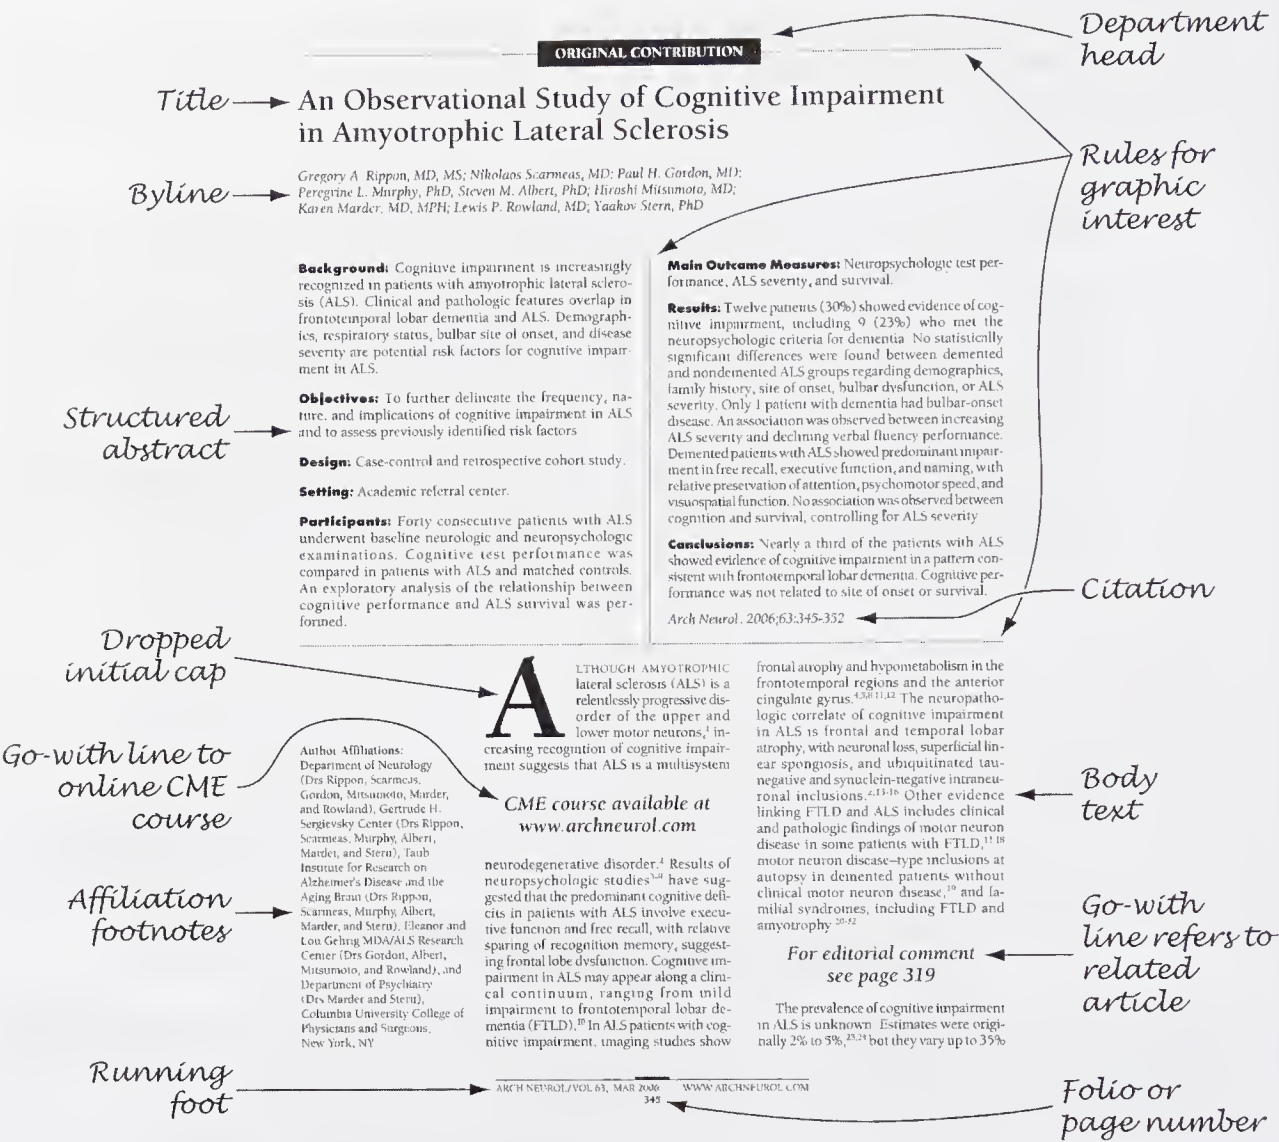 Department
head
ORIGINAL CONTRIBUTION
Title
An Observational Study of Cognitive Impairment
in Amyotrophic Lateral Sclerosis
Rules for
graphic
interest
Byline
Gregory A. Rippon, MD, MS; Nikolaos Scarmeas, MD; Paul H. Gordon, MD;
Peregrine L. Murphy, PhD, Steven M. Albert, PhD; Hiroshi Mitsumoto, MD;
Karen Marder, MD, MPH; Lewis P. Rowland, MD; Yaakov Stern, PhD
Structured
abstract
Background: Cognitive impairment is increasingly
recognized in patients with amyotrophic lateral sclero-
sis (ALS). Clinical and pathologic features overlap in
frontotemporal lobar dementia and ALS. Demograph-
ics, respiratory status, bulbar site of onset, and disease
severity are potential risk factors for cognitive impair-
ment in ALS.
Objectives: To further delineate the frequency, na-
ture, and implications of cognitive impairment in ALS
and to assess previously identified risk factors
Design: Case-control and retrospective cohort study.
Setting: Academic referral center.
Participants: Forty consecutive patients with ALS
underwent baseline neurologic and neuropsychologic
examinations. Cognitive test performance was
compared in patients with ALS and matched controls.
An exploratory analysis of the relationship between
cognitive performance and ALS survival was per-
formed.
Main Outcome Measures: Neuropsychologic test per-
formance, ALS severity, and survival.
Results: Twelve patients (30%) showed evidence of cog-
nitive impairment, including 9 (23%) who met the
neuropsychologic criteria for dementia No statistically
significant differences were found between demented
and nondemented ALS groups regarding demographics,
family history, site of onset, bulbar dysfunction, or ALS
severity. Only 1 patient with dementia had bulbar-onset
disease. An association was observed between increasing
ALS severity and declining verbal fluency performance.
Demented patients with ALS showed predominant impair-
ment in free recall, executive function, and naming, with
relative preservation of attention, psychomotor speed, and
visuospatial function. No association was observed between
cognition and survival, controlling for ALS severity
Conclusions: Nearly a third of the patients with ALS
showed evidence of cognitive impairment in a pattern con-
sistent with frontotemporal lobar dementia. Cognitive per-
formance was not related to site of onset or survival.
Arch Neurol. 2006;63:345-352
Citation
Dropped
initial cap
Go-with line to
online CME
course
Affiliation
footnotes
Author Affiliations:
Department of Neurology
(Drs Rippon, Scarmeas,
Gordon, Mitsumoto, Marder,
and Rowland), Gertrude H.
Sergievsky Center (Drs Rippon,
Scarmeas, Murphy, Albert,
Marder, and Stern), Taub
Institute for Research on
Alzheimer's Disease and the
Aging Brain (Drs Rippon,
Scarmeas, Murphy, Albert,
Marder, and Stern), Eleanor and
Lou Gehrig MDA/ALS Research
Center (Drs Gordon, Albert,
Mitsumoto, and Rowland), and
Department of Psychiatry
(Drs Marder and Stern),
Columbia University College of
Physicians and Surgeons,
New York, NY
ALTHOUGH AMYOTROPHIC
lateral sclerosis (ALS) is a
relentlessly progressive dis-
order of the upper and
lower motor neurons,¹ in-
creasing recognition of cognitive impair-
ment suggests that ALS is a multisystem
CME course available at
www.archneurol.com
neurodegenerative disorder.⁴ Results of
neuropsychologic studies have sug-
gested that the predominant cognitive defi-
cits in patients with ALS involve execu-
tive function and free recall, with relative
sparing of recognition memory, suggest-
ing frontal lobe dysfunction. Cognitive im-
pairment in ALS may appear along a clini-
cal continuum, ranging from mild
impairment to frontotemporal lobar de-
mentia (FTLD).¹⁰ In ALS patients with cog-
nitive impairment, imaging studies show
frontal atrophy and hypometabolism in the
frontotemporal regions and the anterior
cingulate gyrus. The neuropatho-
logic correlate of cognitive impairment
in ALS is frontal and temporal lobar
atrophy, with neuronal loss, superficial lin-
ear spongiosis, and ubiquitinated tau-
negative and synuclein-negative intraneu-
ronal inclusions. Other evidence
linking FTLD and ALS includes clinical
and pathologic findings of motor neuron
disease in some patients with FTLD,
motor neuron disease–type inclusions at
autopsy in demented patients without
clinical motor neuron disease,¹⁹ and fa-
milial syndromes, including FTLD and
amyotrophy
For editorial comment
see page 319
The prevalence of cognitive impairment
in ALS is unknown Estimates were origi-
nally 2% to 5%, but they vary up to 35%
Body
text
Go-with
line refers to
related
article
Running
foot
ARCH NEUROL/VOL 63, MAR 2006 WWW ARCHNEUROL COM
345
Folio or
page number